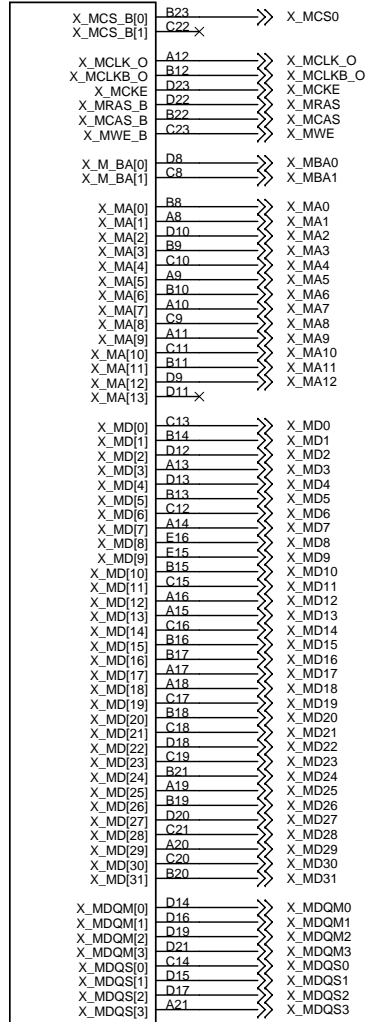 X_MCS_B[0] B23 X_MCS0
X_MCS_B[1] C22
X_MCLK_O A12 X_MCLK_O
X_MCLKB_O B12 X_MCLKB_O
X_MCKE D23 X_MCKE
X_MRAS_B D22 X_MRAS
X_MCAS_B B22 X_MCAS
X_MWE_B C23 X_MWE
X_M_BA[0] D8 X_MBA0
X_M_BA[1] C8 X_MBA1
X_MA[0] B8 X_MA0
X_MA[1] A8 X_MA1
X_MA[2] D10 X_MA2
X_MA[3] B9 X_MA3
X_MA[4] C10 X_MA4
X_MA[5] A9 X_MA5
X_MA[6] B10 X_MA6
X_MA[7] A10 X_MA7
X_MA[8] C9 X_MA8
X_MA[9] A11 X_MA9
X_MA[10] C11 X_MA10
X_MA[11] B11 X_MA11
X_MA[12] D9 X_MA12
X_MA[13] D11
X_MD[0] C13 X_MD0
X_MD[1] B14 X_MD1
X_MD[2] D12 X_MD2
X_MD[3] A13 X_MD3
X_MD[4] D13 X_MD4
X_MD[5] B13 X_MD5
X_MD[6] C12 X_MD6
X_MD[7] A14 X_MD7
X_MD[8] E16 X_MD8
X_MD[9] E15 X_MD9
X_MD[10] B15 X_MD10
X_MD[11] C15 X_MD11
X_MD[12] A16 X_MD12
X_MD[13] A15 X_MD13
X_MD[14] C16 X_MD14
X_MD[15] B16 X_MD15
X_MD[16] B17 X_MD16
X_MD[17] A17 X_MD17
X_MD[18] A18 X_MD18
X_MD[19] C17 X_MD19
X_MD[20] B18 X_MD20
X_MD[21] C18 X_MD21
X_MD[22] D18 X_MD22
X_MD[23] C19 X_MD23
X_MD[24] B21 X_MD24
X_MD[25] A19 X_MD25
X_MD[26] B19 X_MD26
X_MD[27] D20 X_MD27
X_MD[28] C21 X_MD28
X_MD[29] A20 X_MD29
X_MD[30] C20 X_MD30
X_MD[31] B20 X_MD31
X_MDQM[0] D14 X_MDQM0
X_MDQM[1] D16 X_MDQM1
X_MDQM[2] D19 X_MDQM2
X_MDQM[3] D21 X_MDQM3
X_MDQS[0] C14 X_MDQS0
X_MDQS[1] D15 X_MDQS1
X_MDQS[2] D17 X_MDQS2
X_MDQS[3] A21 X_MDQS3